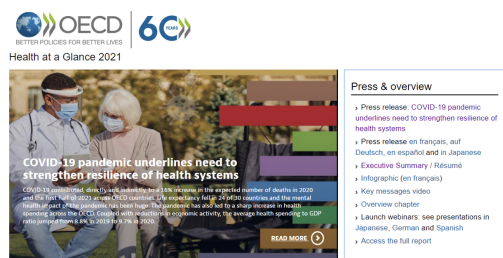 OECD
60 YEARS
BETTER POLICIES FOR BETTER LIVES
Health at a Glance 2021
COVID-19 pandemic underlines need to
strengthen resilience of health systems
COVID-19 contributed, directly and indirectly, to a 16% increase in the expected number of deaths in 2020
and the first half of 2021 across OECD countries. Life expectancy fell in 24 of 30 countries and the mental
health impact of the pandemic has been huge. The pandemic has also led to a sharp increase in health
spending across the OECD. Coupled with reductions in economic activity, the average health spending to GDP
ratio jumped from 8.8% in 2019 to 9.7% in 2020.
READ MORE
Press & overview
Press release: COVID-19 pandemic
underlines need to strengthen resilience of
health systems
Press release en français, auf
Deutsch, en español and in Japanese
Executive Summary / Résumé
Infographic (en français)
Key messages video
Overview chapter
Launch webinars: see presentations in
Japanese, German and Spanish
Access the full report